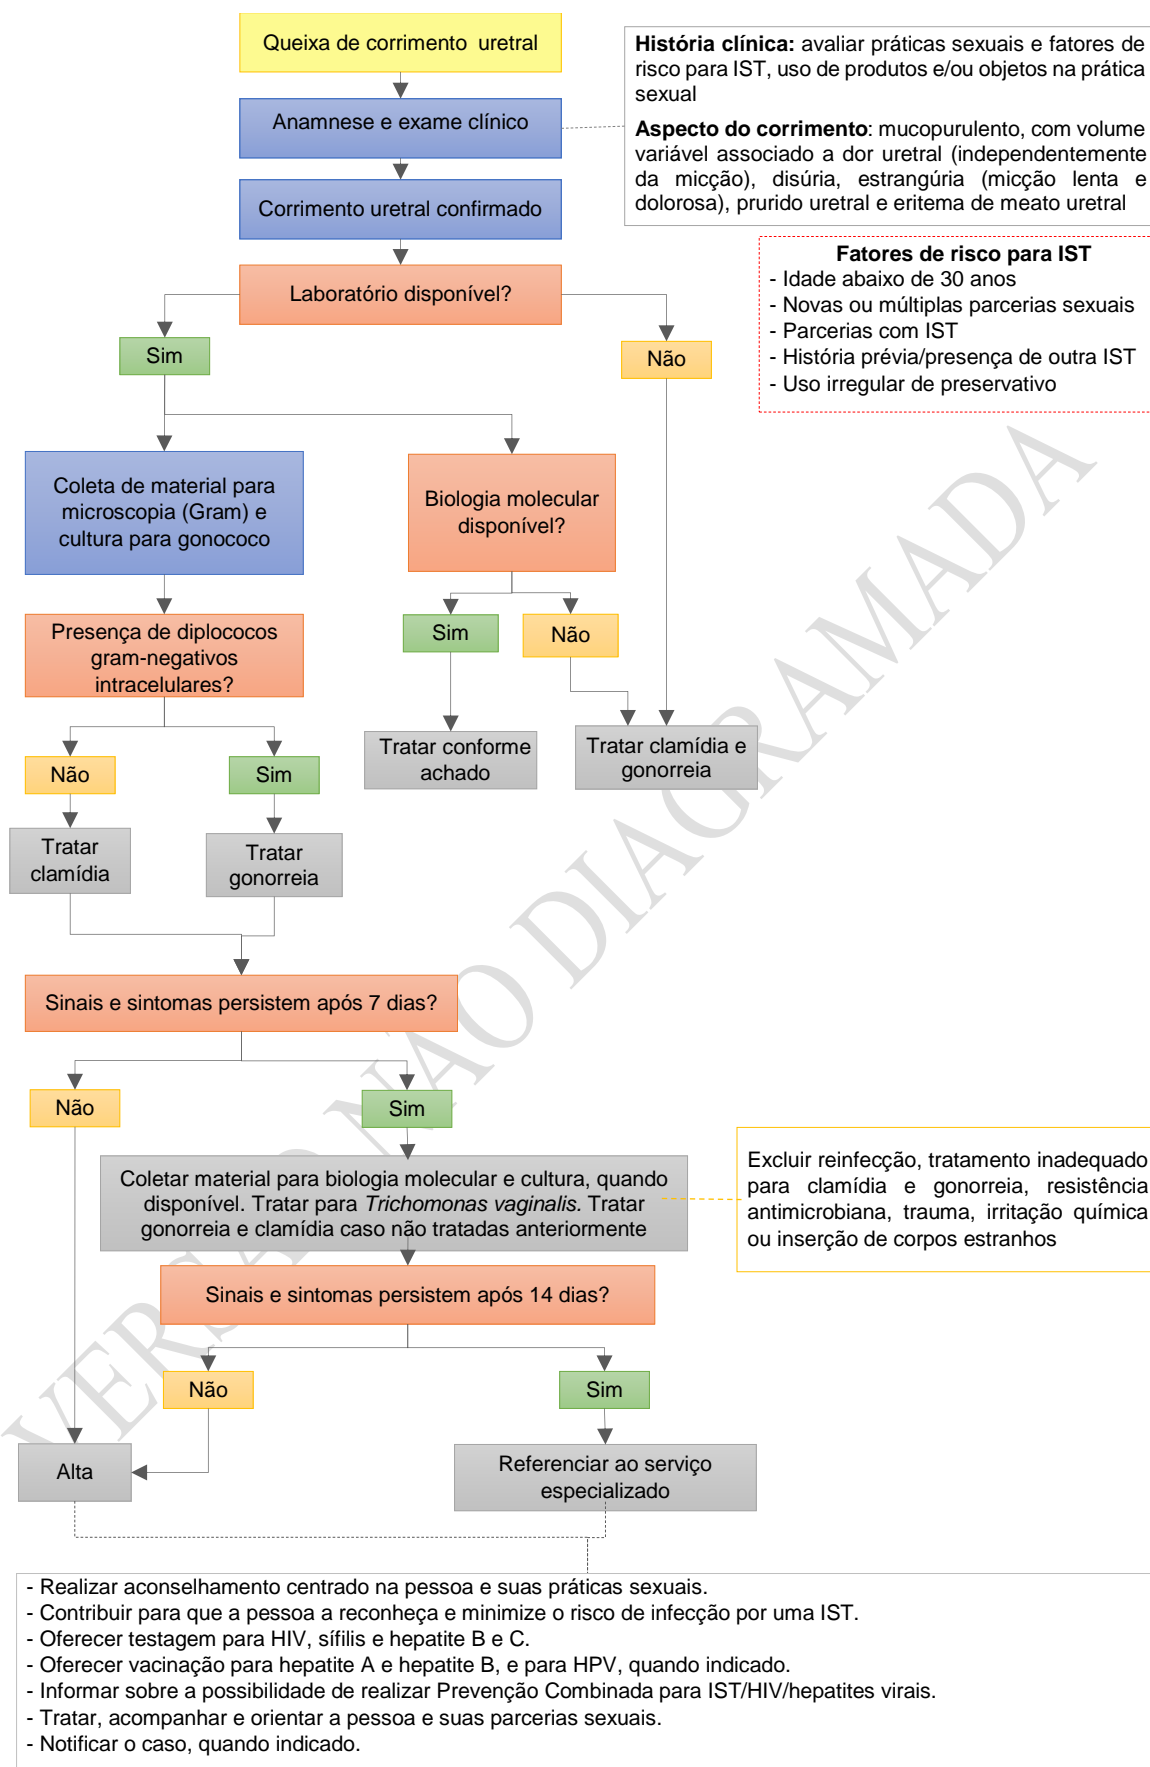 Queixa de corrimento uretral
História clínica: avaliar práticas sexuais e fatores de
risco para IST, uso de produtos e/ou objetos na prática
sexual
Aspecto do corrimento: mucopurulento, com volume
variável associado a dor uretral (independentemente
da micção), disúria, estrangúria (micção lenta e
dolorosa), prurido uretral e eritema de meato uretral
Anamnese e exame clínico
Corrimento uretral confirmado
Fatores de risco para IST
- Idade abaixo de 30 anos
- Novas ou múltiplas parcerias sexuais
- Parcerias com IST
- História prévia/presença de outra IST
- Uso irregular de preservativo
Laboratório disponível?
Sim
Não
Coleta de material para
microscopia (Gram) e
cultura para gonococo
Biologia molecular
disponível?
Presença de diplococos
gram-negativos
intracelulares?
Sim
Não
Não
Sim
Tratar conforme
achado
Tratar clamídia e
gonorreia
Tratar
clamídia
Tratar
gonorreia
Sinais e sintomas persistem após 7 dias?
Não
Sim
Coletar material para biologia molecular e cultura, quando
disponível. Tratar para Trichomonas vaginalis. Tratar
gonorreia e clamídia caso não tratadas anteriormente
Excluir reinfecção, tratamento inadequado
para clamídia e gonorreia, resistência
antimicrobiana, trauma, irritação química
ou inserção de corpos estranhos
Sinais e sintomas persistem após 14 dias?
Não
Sim
Alta
Referenciar ao serviço
especializado
- Realizar aconselhamento centrado na pessoa e suas práticas sexuais.
- Contribuir para que a pessoa a reconheça e minimize o risco de infecção por uma IST.
- Oferecer testagem para HIV, sífilis e hepatite B e C.
- Oferecer vacinação para hepatite A e hepatite B, e para HPV, quando indicado.
- Informar sobre a possibilidade de realizar Prevenção Combinada para IST/HIV/hepatites virais.
- Tratar, acompanhar e orientar a pessoa e suas parcerias sexuais.
- Notificar o caso, quando indicado.
VERSÃO NÃO DIAGRAMADA